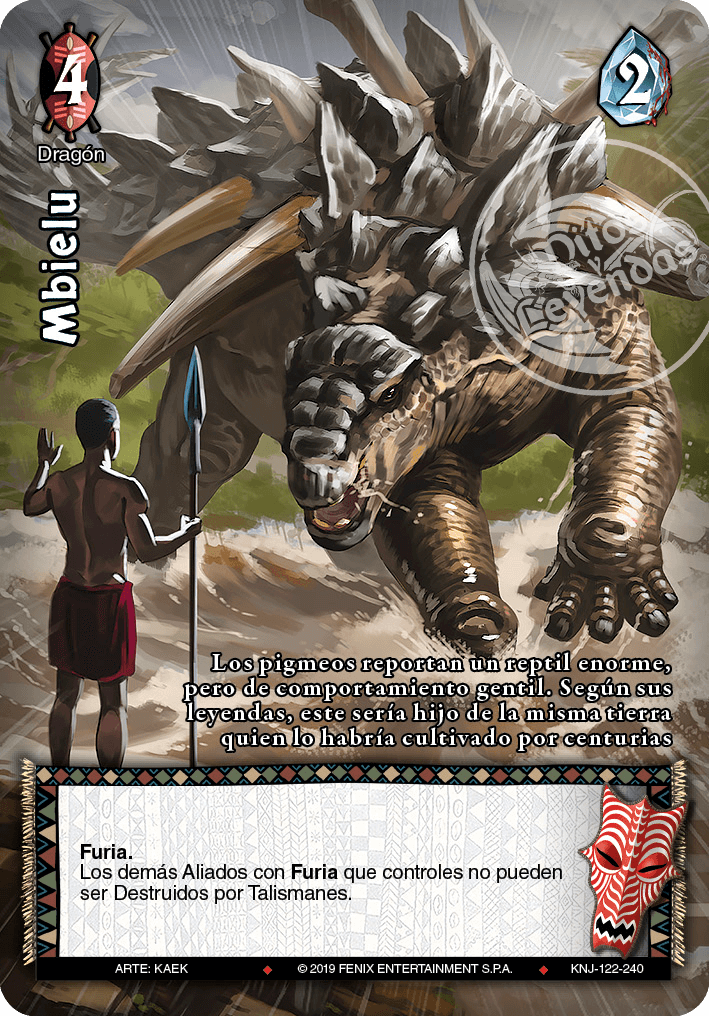 4
2
Dragón
Mbielu
Mitos
y
Leyendas
Los pigmeos reportan un reptil enorme,
pero de comportamiento gentil. Según sus
leyendas, este sería hijo de la misma tierra
quien lo habría cultivado por centurias
Furia.
Los demás Aliados con Furia que controles no pueden
ser Destruidos por Talismanes.
ARTE: KAEK ♦ © 2019 FENIX ENTERTAINMENT S.P.A. ♦ KNJ-122-240